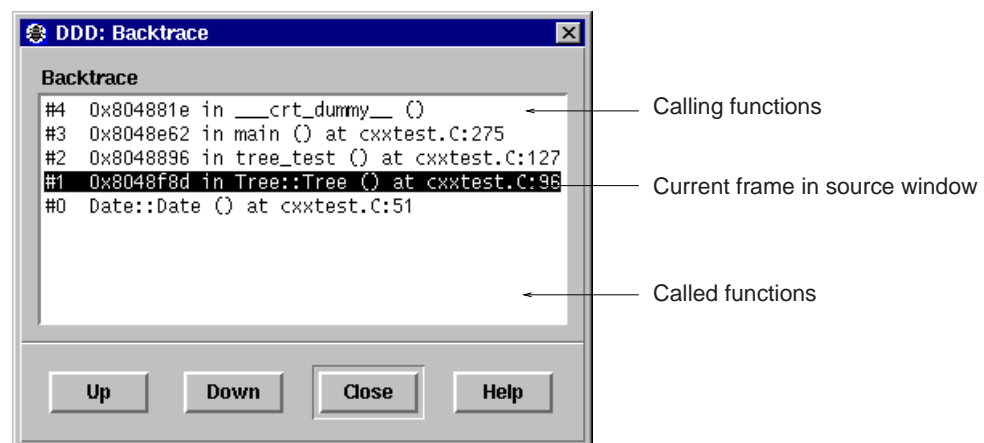 DDD: Backtrace
Backtrace
#4 0x804881e in ___crt_dummy__ ()
#3 0x8048e62 in main () at cxxtest.C:275
#2 0x8048896 in tree_test () at cxxtest.C:127
#1 0x8048f8d in Tree::Tree () at cxxtest.C:96
#0 Date::Date () at cxxtest.C:51
Calling functions
Current frame in source window
Called functions
Up Down Close Help